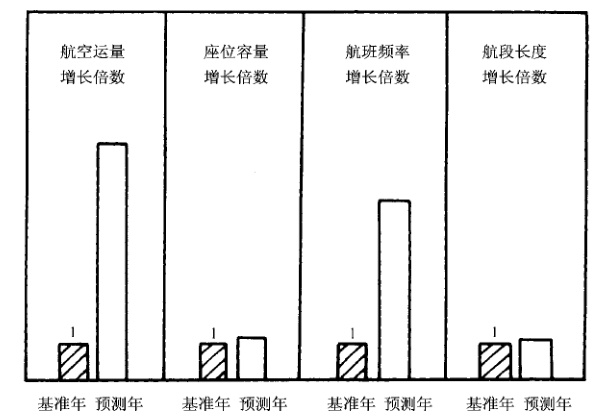 航空运量 座位容量 航班频率 航段长度
增长倍数 增长倍数 增长倍数 增长倍数
1 1 1 1
基准年 预测年 基准年 预测年 基准年 预测年 基准年 预测年